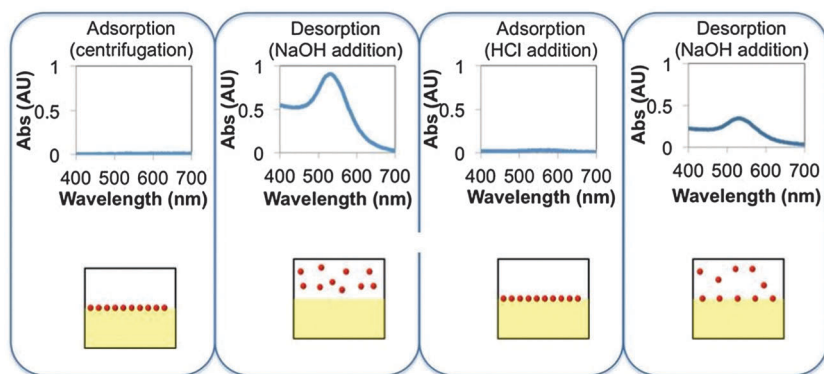 Adsorption
(centrifugation)
Abs (AU)
1
0.5
0
400 500 600 700
Wavelength (nm)
Desorption
(NaOH addition)
Abs (AU)
1
0.5
0
400 500 600 700
Wavelength (nm)
Adsorption
(HCl addition)
Abs (AU)
1
0.5
0
400 500 600 700
Wavelength (nm)
Desorption
(NaOH addition)
Abs (AU)
1
0.5
0
400 500 600 700
Wavelength (nm)